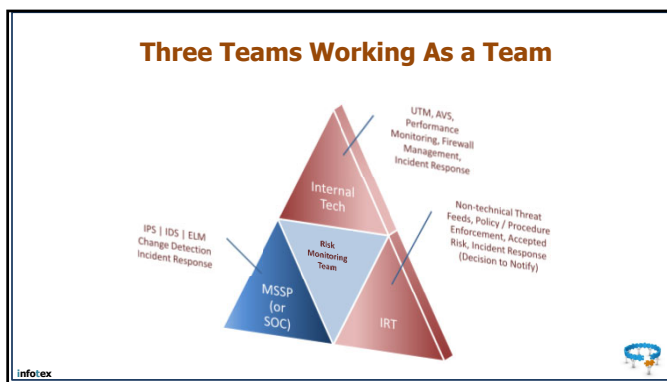 Three Teams Working As a Team
UTM, AVS,
Performance
Monitoring, Firewall
Management,
Incident Response
Internal
Tech
Non-technical Threat
Feeds, Policy / Procedure
Enforcement, Accepted
Risk, Incident Response
(Decision to Notify)
IPS | IDS | ELM
Change Detection
Incident Response
Risk
Monitoring
Team
MSSP
(or
SOC)
IRT
infotex